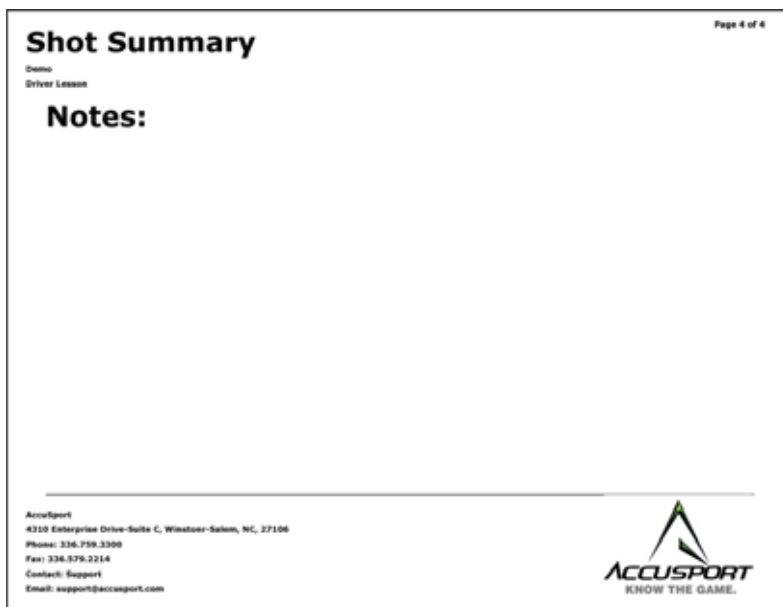 Page 4 of 4
Shot Summary
Demo
Driver Lesson
Notes:
AccuSport
4310 Enterprise Drive-Suite C, Winstonr-Salem, NC, 27106
Phone: 336.759.3300
Fax: 336.579.2214
Contact: Support
Email: support@accusport.com
ACCUSPORT
KNOW THE GAME.